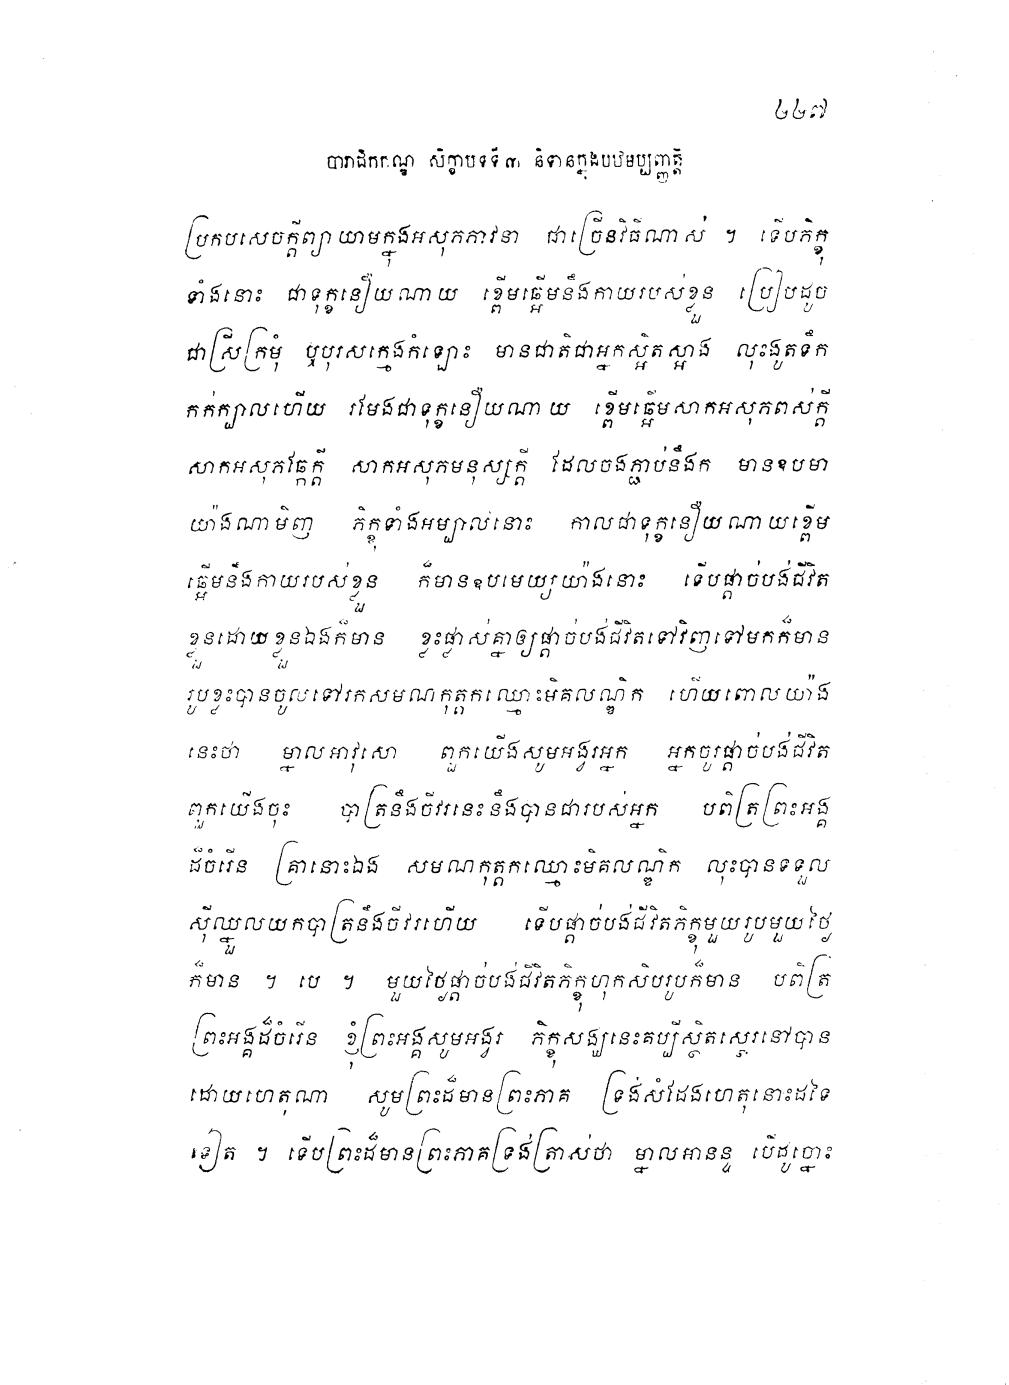 ២២៧
បារាជិកកណ្ឌ សិក្ខាបទទី៣ និទានក្នុងបឋមប្បញ្ញត្តិ
ប្រកបសេចក្តីព្យាយាមក្នុងអសុភភាវនា ជាច្រើនវិធីណាស់ ។ ទើបភិក្ខុ
ទាំងនោះ ជាទុក្ខនឿយណាយ ខ្ពើមឆ្អើមនឹងកាយរបស់ខ្លួន ប្រៀបដូច
ជាស្រីក្រមុំ ឬបុរសក្មេងកំឡោះ មានជាតិជាអ្នកស្អិតស្អាង លុះងូតទឹក
កក់ក្បាលហើយ រមែងជាទុក្ខនឿយណាយ ខ្ពើមឆ្អើមសាកអសុភពស់ក្តី
សាកអសុភឆ្កែក្តី សាកអសុភមនុស្សក្តី ដែលចងភ្ជាប់នឹងក មានឧបមា
យ៉ាងណាមិញ ភិក្ខុទាំងអម្បាលនោះ កាលជាទុក្ខនឿយណាយខ្ពើម
ឆ្អើមនឹងកាយរបស់ខ្លួន ក៏មានឧបមេយ្យយ៉ាងនោះ ទើបផ្តាច់បង់ជីវិត
ខ្លួនដោយខ្លួនឯងក៏មាន ខ្លះផ្លាស់គ្នាឲ្យផ្តាច់បង់ជីវិតទៅវិញទៅមកក៏មាន
រូបខ្លះបានចូលទៅរកសមណកុត្តកឈ្មោះមិគលណ្ឌិក ហើយពោលយ៉ាង
នេះថា ម្នាលអាវុសោ ពួកយើងសូមអង្វរអ្នក អ្នកចូរផ្តាច់បង់ជីវិត
ពួកយើងចុះ បាត្រនឹងចីវរនេះនឹងបានជារបស់អ្នក បពិត្រព្រះអង្គ
ដ៏ចំរើន គ្រានោះឯង សមណកុត្តកឈ្មោះមិគលណ្ឌិក លុះបានទទួល
ស៊ីឈ្នួលយកបាត្រនឹងចីវរហើយ ទើបផ្តាច់បង់ជីវិតភិក្ខុមួយរូបមួយថ្ងៃ
ក៏មាន ។ បេ ។ មួយថ្ងៃផ្តាច់បង់ជីវិតភិក្ខុហុកសិបរូបក៏មាន បពិត្រ
ព្រះអង្គដ៏ចំរើន ខ្ញុំព្រះអង្គសូមអង្វរ ភិក្ខុសង្ឃនេះគប្បីស្ថិតស្ថេរនៅបាន
ដោយហេតុណា សូមព្រះដ៏មានព្រះភាគ ទ្រង់សំដែងហេតុនោះដទៃ
ទៀត ។ ទើបព្រះដ៏មានព្រះភាគទ្រង់ត្រាស់ថា ម្នាលអានន្ទ បើដូច្នោះ